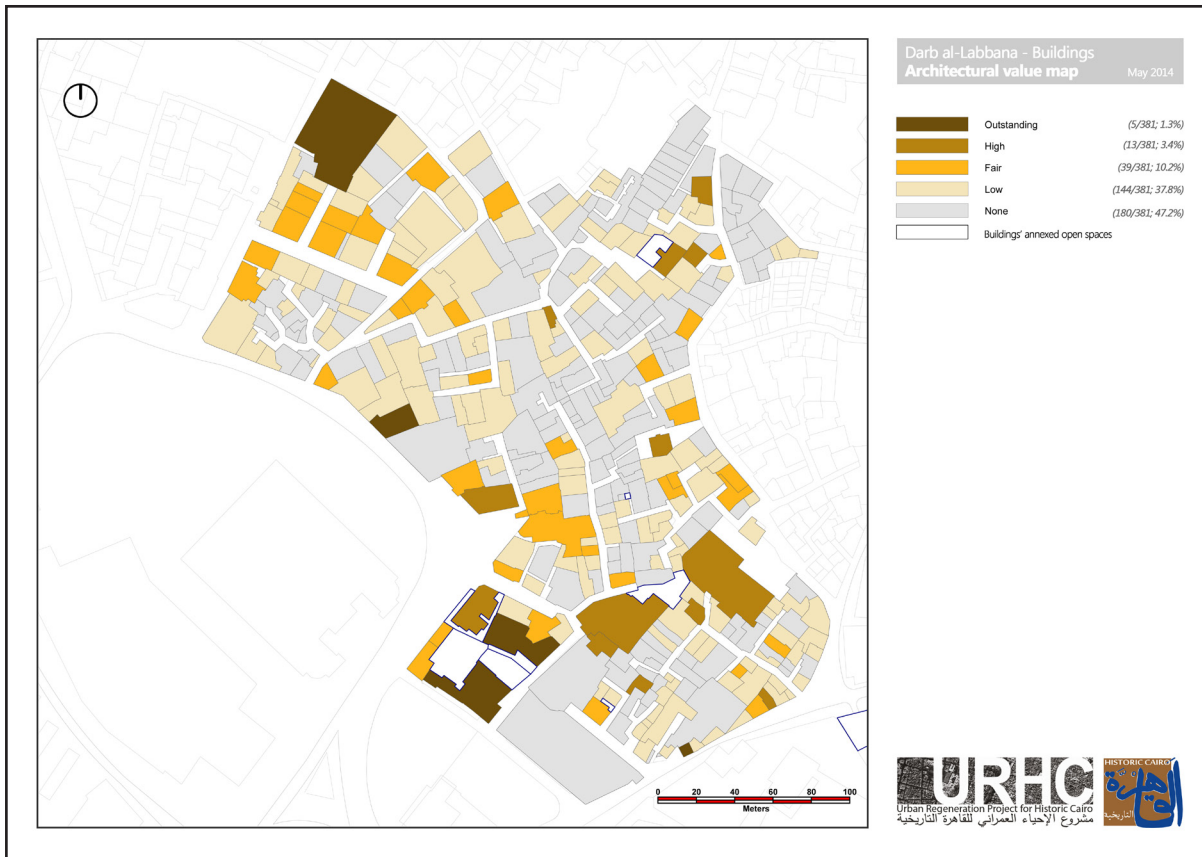 Darb al-Labbana - Buildings
Architectural value map May 2014
Outstanding (5/381; 1.3%)
High (13/381; 3.4%)
Fair (39/381; 10.2%)
Low (144/381; 37.8%)
None (180/381; 47.2%)
Buildings' annexed open spaces
0 20 40 60 80 100
Meters
URHC
Urban Regeneration Project for Historic Cairo
مشروع الإحياء العمراني للقاهرة التاريخية
HISTORIC CAIRO
القاهرة
التاريخية